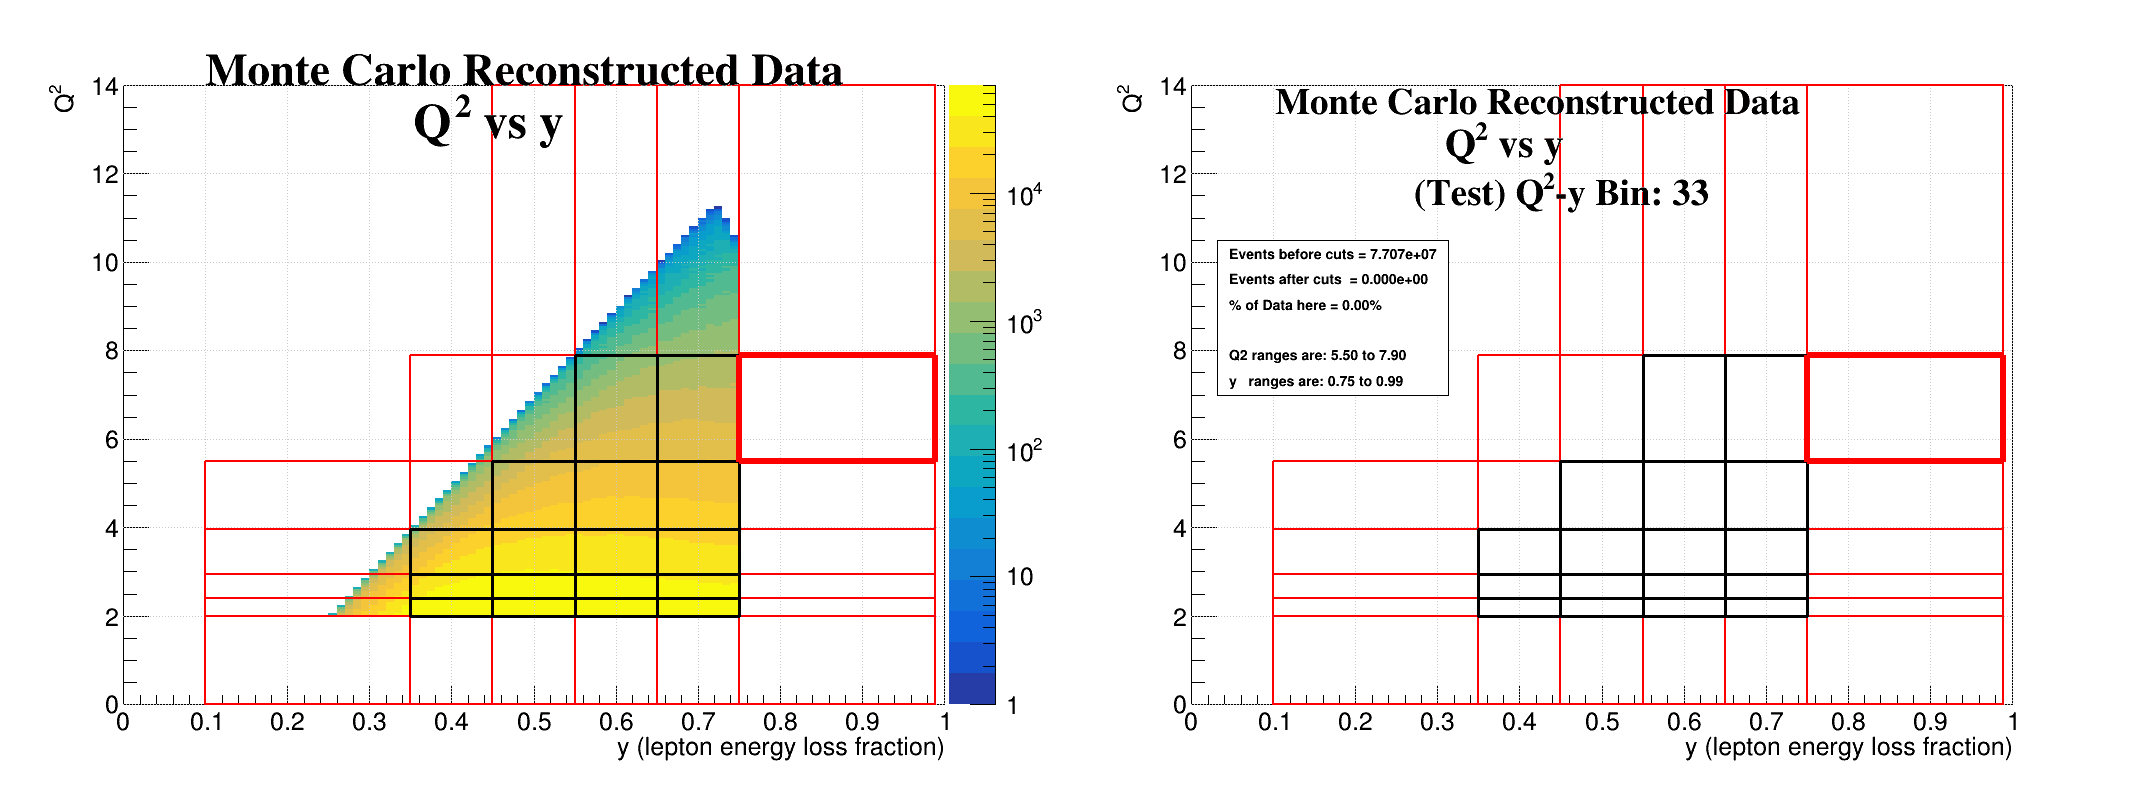 Monte Carlo Reconstructed Data
Q² vs y
Q²
14
12
10
8
6
4
2
0
0 0.1 0.2 0.3 0.4 0.5 0.6 0.7 0.8 0.9 1
y (lepton energy loss fraction)
10⁴
10³
10²
10
1
Monte Carlo Reconstructed Data
Q² vs y
(Test) Q²-y Bin: 33
Q²
14
12
10
8
6
4
2
0
Events before cuts = 7.707e+07
Events after cuts  = 0.000e+00
% of Data here = 0.00%
Q2 ranges are: 5.50 to 7.90
y   ranges are: 0.75 to 0.99
0 0.1 0.2 0.3 0.4 0.5 0.6 0.7 0.8 0.9 1
y (lepton energy loss fraction)